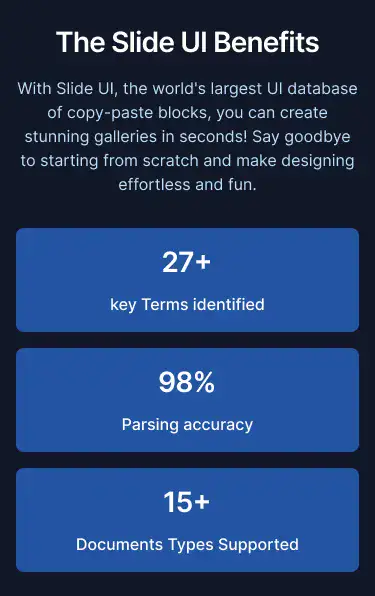 The Slide UI Benefits
With Slide UI, the world's largest UI database
of copy-paste blocks, you can create
stunning galleries in seconds! Say goodbye
to starting from scratch and make designing
effortless and fun.
27+
key Terms identified
98%
Parsing accuracy
15+
Documents Types Supported